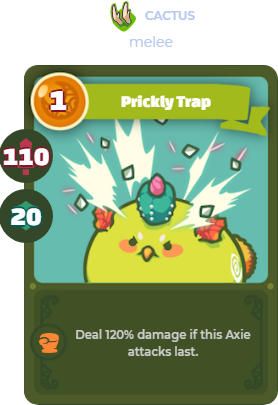 CACTUS
melee
1
Prickly Trap
110
20
Deal 120% damage if this Axie
attacks last.